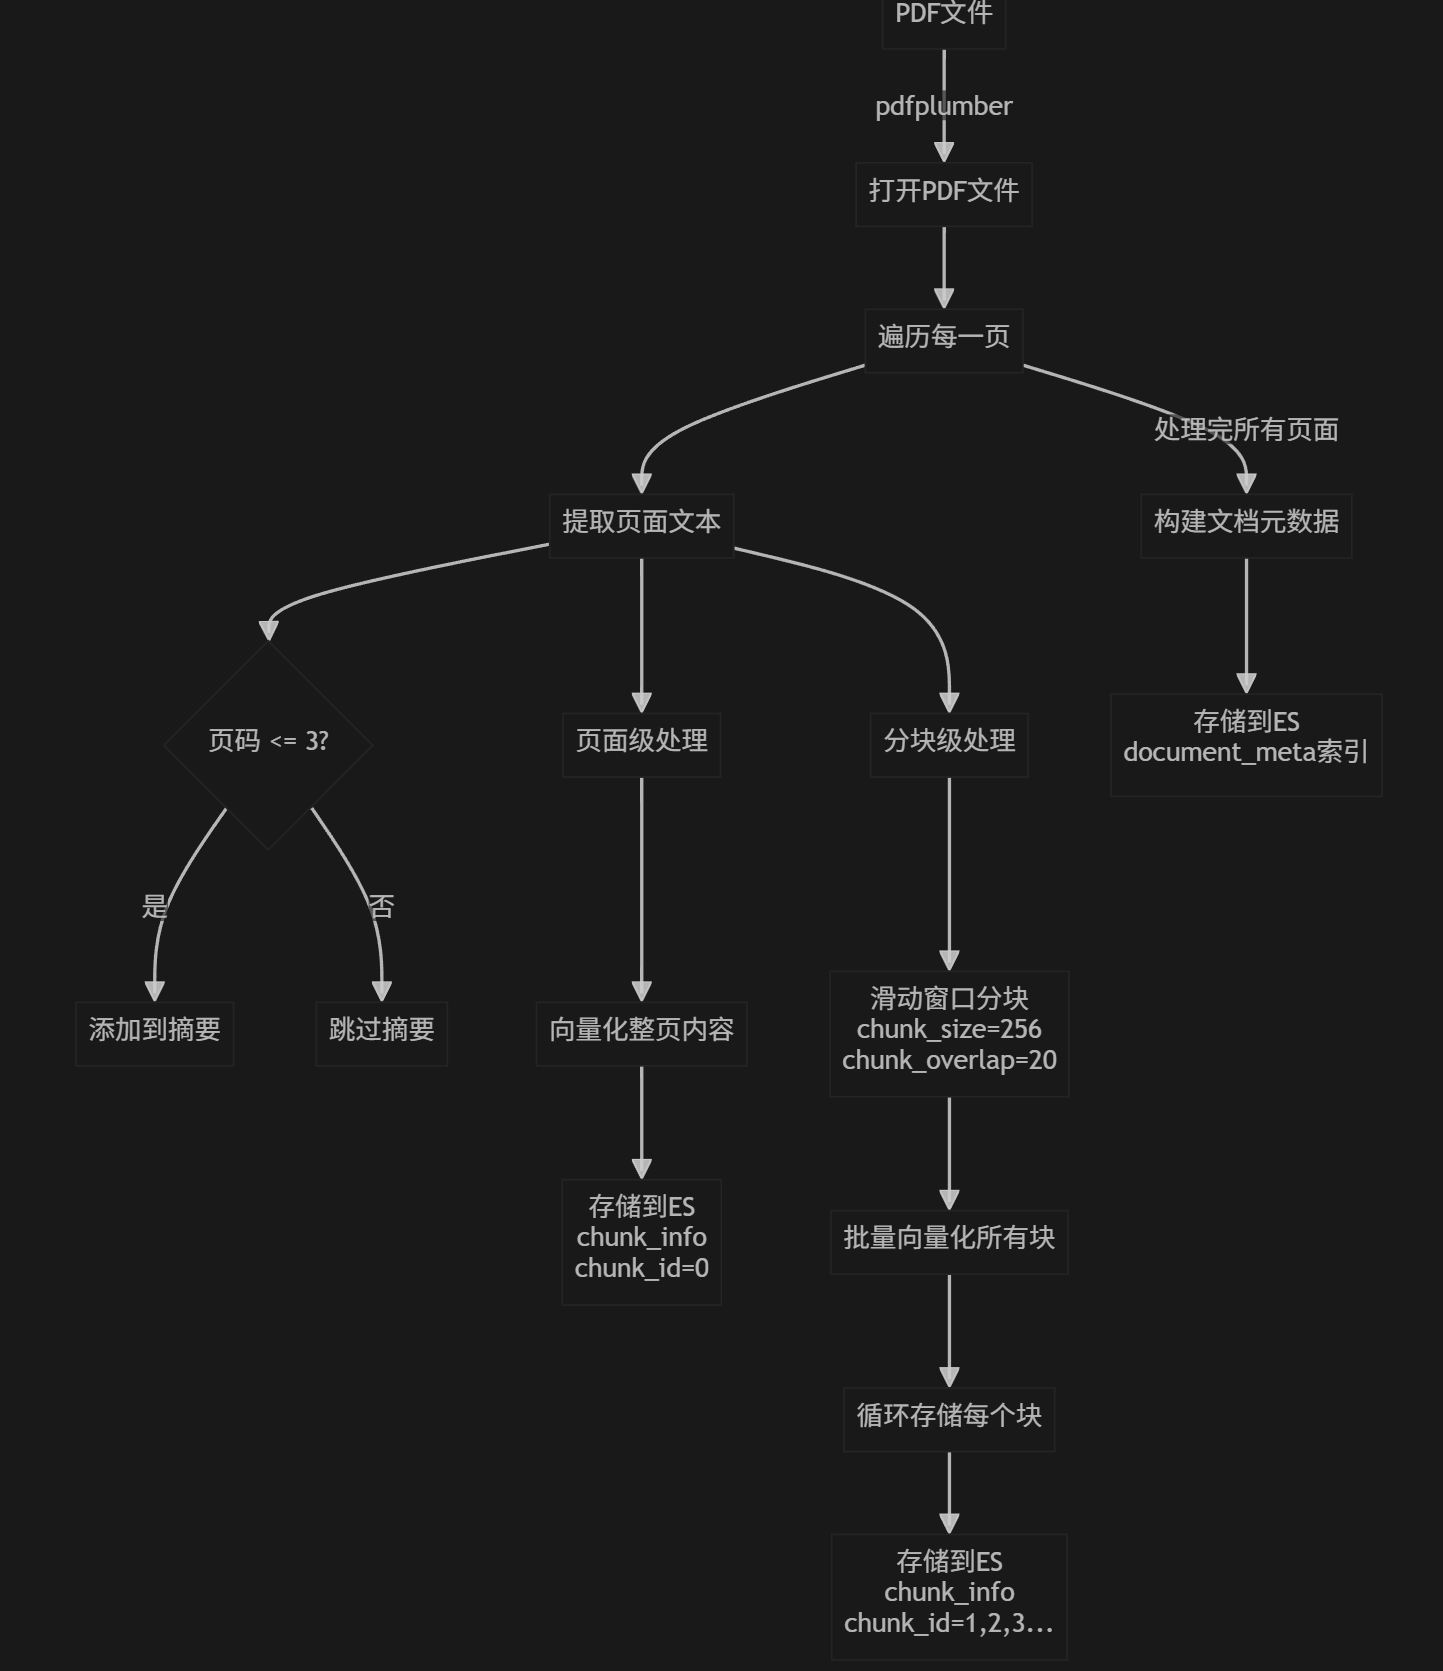 PDF文件
pdfplumber
打开PDF文件
遍历每一页
处理完所有页面
提取页面文本
构建文档元数据
页码 <= 3?
页面级处理
分块级处理
存储到ES
document_meta索引
是
否
添加到摘要
跳过摘要
向量化整页内容
滑动窗口分块
chunk_size=256
chunk_overlap=20
存储到ES
chunk_info
chunk_id=0
批量向量化所有块
循环存储每个块
存储到ES
chunk_info
chunk_id=1,2,3...